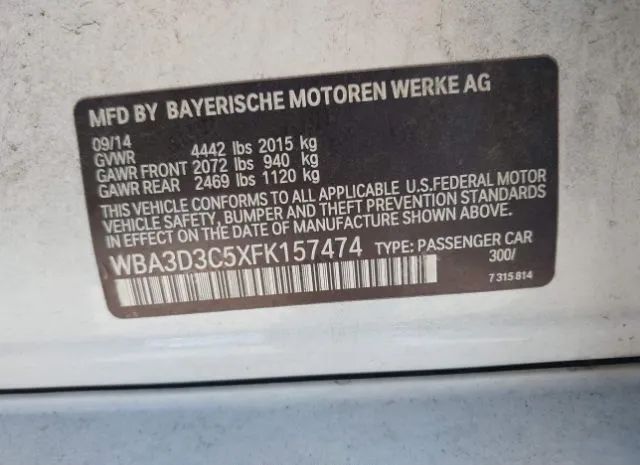 MFD BY BAYERISCHE MOTOREN WERKE AG
09/14
GVWR 4442 lbs 2015 kg
GAWR FRONT 2072 lbs 940 kg
GAWR REAR 2469 lbs 1120 kg
THIS VEHICLE CONFORMS TO ALL APPLICABLE U.S.FEDERAL MOTOR
VEHICLE SAFETY, BUMPER AND THEFT PREVENTION STANDARDS
IN EFFECT ON THE DATE OF MANUFACTURE SHOWN ABOVE.
WBA3D3C5XFK157474 TYPE: PASSENGER CAR
300/
7 315 814